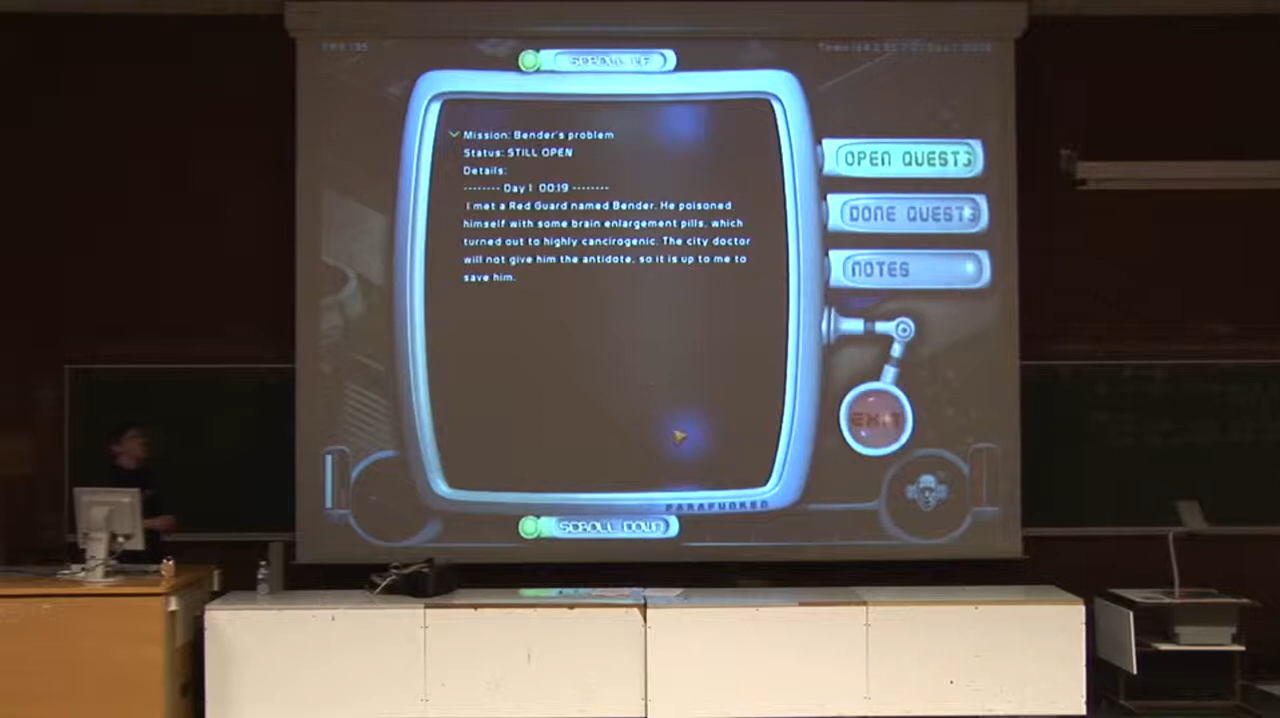 SCROLL UP
Mission: Bender's problem
Status: STILL OPEN
Details:
-------- Day 1 00:19 --------
I met a Red Guard named Bender. He poisoned
himself with some brain enlargement pills, which
turned out to highly cancirogenic. The city doctor
will not give him the antidote, so it is up to me to
save him.
OPEN QUESTS
DONE QUESTS
NOTES
EXIT
PARAFUNKED
SCROLL DOWN